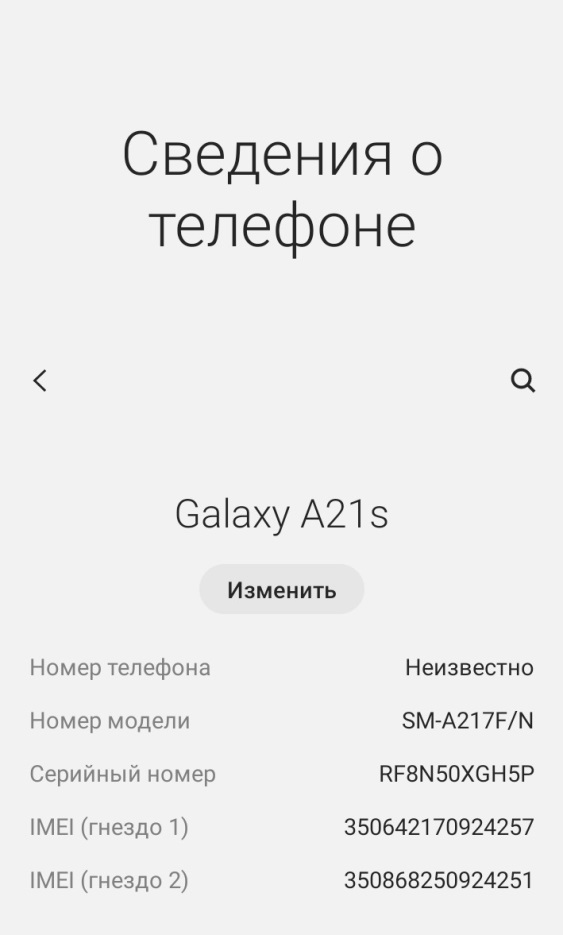 Сведения о
телефоне
Galaxy A21s
Изменить
Номер телефона Неизвестно
Номер модели SM-A217F/N
Серийный номер RF8N50XGH5P
IMEI (гнездо 1) 350642170924257
IMEI (гнездо 2) 350868250924251